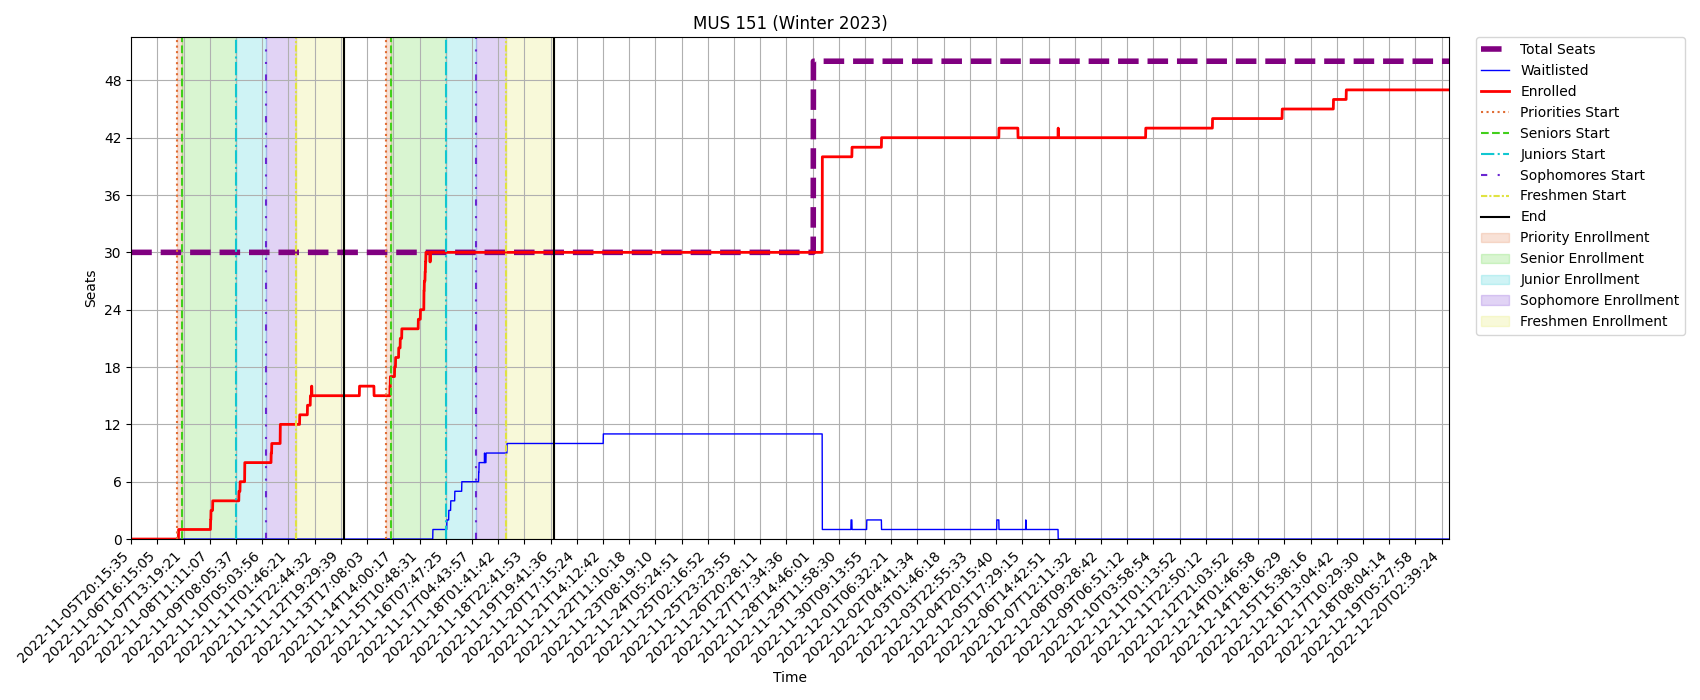 MUS 151 (Winter 2023)
Seats
48
42
36
30
24
18
12
6
0
2022-11-05T20:15:35
2022-11-06T16:15:05
2022-11-07T13:19:21
2022-11-08T11:11:07
2022-11-09T08:05:37
2022-11-10T05:03:56
2022-11-11T01:46:21
2022-11-11T22:44:32
2022-11-12T19:29:39
2022-11-13T17:08:03
2022-11-14T14:00:17
2022-11-15T10:48:31
2022-11-16T07:47:25
2022-11-17T04:43:57
2022-11-18T01:41:42
2022-11-18T22:41:53
2022-11-19T19:41:36
2022-11-20T17:15:24
2022-11-21T14:12:42
2022-11-22T11:10:18
2022-11-23T08:19:10
2022-11-24T05:24:51
2022-11-25T02:16:52
2022-11-25T23:23:55
2022-11-26T20:28:11
2022-11-27T17:34:36
2022-11-28T14:46:01
2022-11-29T11:58:30
2022-11-30T09:13:55
2022-12-01T06:32:21
2022-12-02T04:41:34
2022-12-03T01:46:18
2022-12-03T22:55:33
2022-12-04T20:15:40
2022-12-05T17:29:15
2022-12-06T14:42:51
2022-12-07T12:11:32
2022-12-08T09:28:42
2022-12-09T06:51:12
2022-12-10T03:58:54
2022-12-11T01:13:52
2022-12-11T22:50:12
2022-12-12T21:03:52
2022-12-14T01:46:58
2022-12-14T18:16:29
2022-12-15T15:38:16
2022-12-16T13:04:42
2022-12-17T10:29:30
2022-12-18T08:04:14
2022-12-19T05:27:58
2022-12-20T02:39:24
Time
Total Seats
Waitlisted
Enrolled
Priorities Start
Seniors Start
Juniors Start
Sophomores Start
Freshmen Start
End
Priority Enrollment
Senior Enrollment
Junior Enrollment
Sophomore Enrollment
Freshmen Enrollment